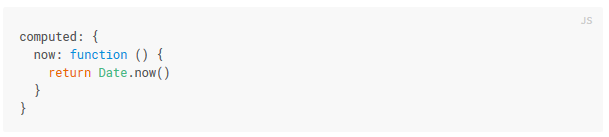 JS
computed: {
  now: function () {
    return Date.now()
  }
}